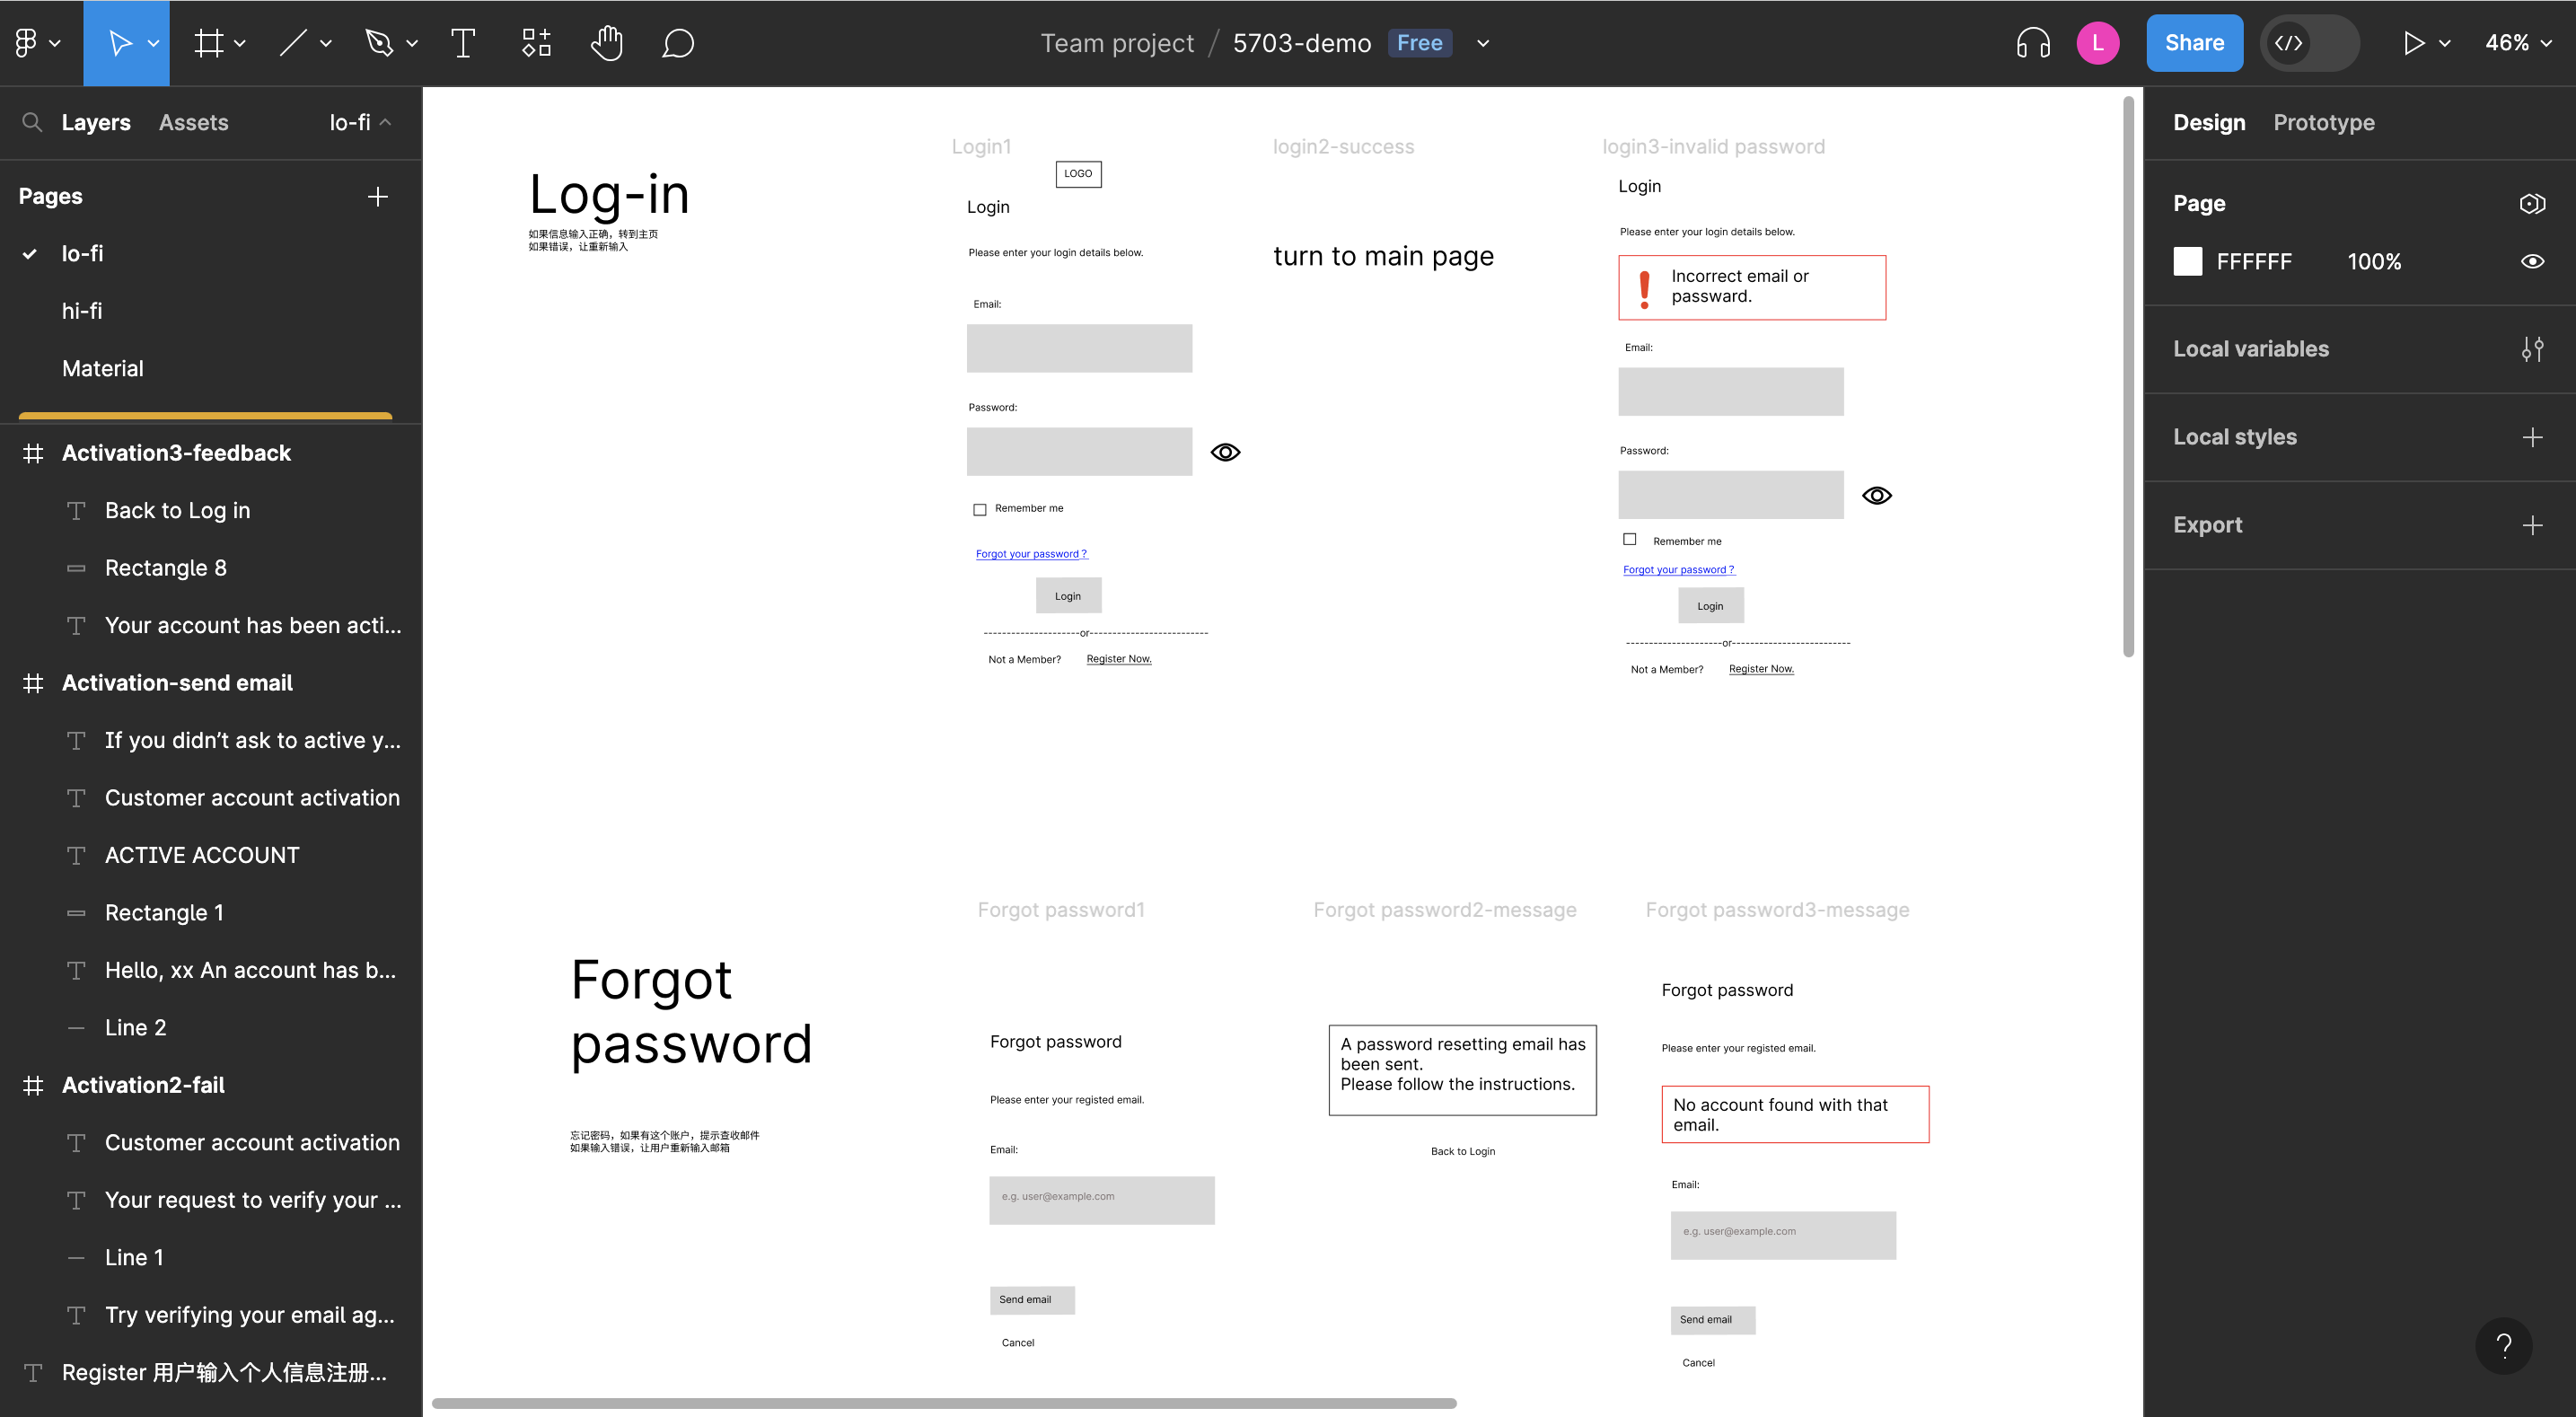 Team project / 5703-demo Free
L
Share
46%
Layers
Assets
lo-fi
Pages
lo-fi
hi-fi
Material
Activation3-feedback
Back to Log in
Rectangle 8
Your account has been acti...
Activation-send email
If you didn’t ask to active y...
Customer account activation
ACTIVE ACCOUNT
Rectangle 1
Hello, xx An account has b...
Line 2
Activation2-fail
Customer account activation
Your request to verify your ...
Line 1
Try verifying your email ag...
Register 用户输入个人信息注册...
Log-in
如果信息输入正确，转到主页
如果错误，让重新输入
Login1
LOGO
Login
Please enter your login details below.
Email:
Password:
Remember me
Forgot your password？
Login
or
Not a Member?
Register Now.
login2-success
turn to main page
login3-invalid password
Login
Please enter your login details below.
Incorrect email or
passward.
Email:
Password:
Remember me
Forgot your password？
Login
or
Not a Member?
Register Now.
Forgot
password
忘记密码，如果有这个账户，提示查收邮件
如果输入错误，让用户重新输入邮箱
Forgot password1
Forgot password
Please enter your registed email.
Email:
e.g. user@example.com
Send email
Cancel
Forgot password2-message
A password resetting email has
been sent.
Please follow the instructions.
Back to Login
Forgot password3-message
Forgot password
Please enter your registed email.
No account found with that
email.
Email:
e.g. user@example.com
Send email
Cancel
Design
Prototype
Page
FFFFFF
100%
Local variables
Local styles
Export
?